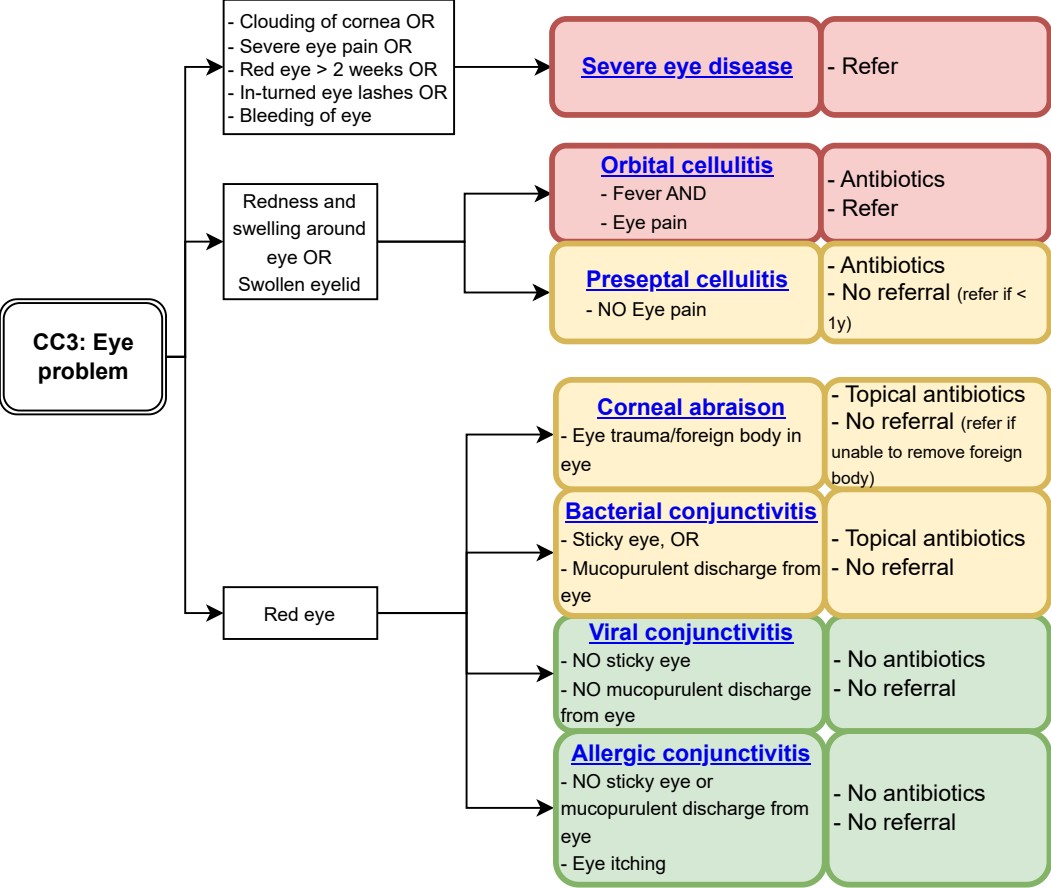 CC3: Eye
problem
- Clouding of cornea OR
- Severe eye pain OR
- Red eye > 2 weeks OR
- In-turned eye lashes OR
- Bleeding of eye
Severe eye disease
- Refer
Redness and
swelling around
eye OR
Swollen eyelid
Orbital cellulitis
- Fever AND
- Eye pain
- Antibiotics
- Refer
Preseptal cellulitis
- NO Eye pain
- Antibiotics
- No referral (refer if <
1y)
Red eye
Corneal abraison
- Eye trauma/foreign body in
eye
- Topical antibiotics
- No referral (refer if
unable to remove foreign
body)
Bacterial conjunctivitis
- Sticky eye, OR
- Mucopurulent discharge from
eye
- Topical antibiotics
- No referral
Viral conjunctivitis
- NO sticky eye
- NO mucopurulent discharge
from eye
- No antibiotics
- No referral
Allergic conjunctivitis
- NO sticky eye or
mucopurulent discharge from
eye
- Eye itching
- No antibiotics
- No referral